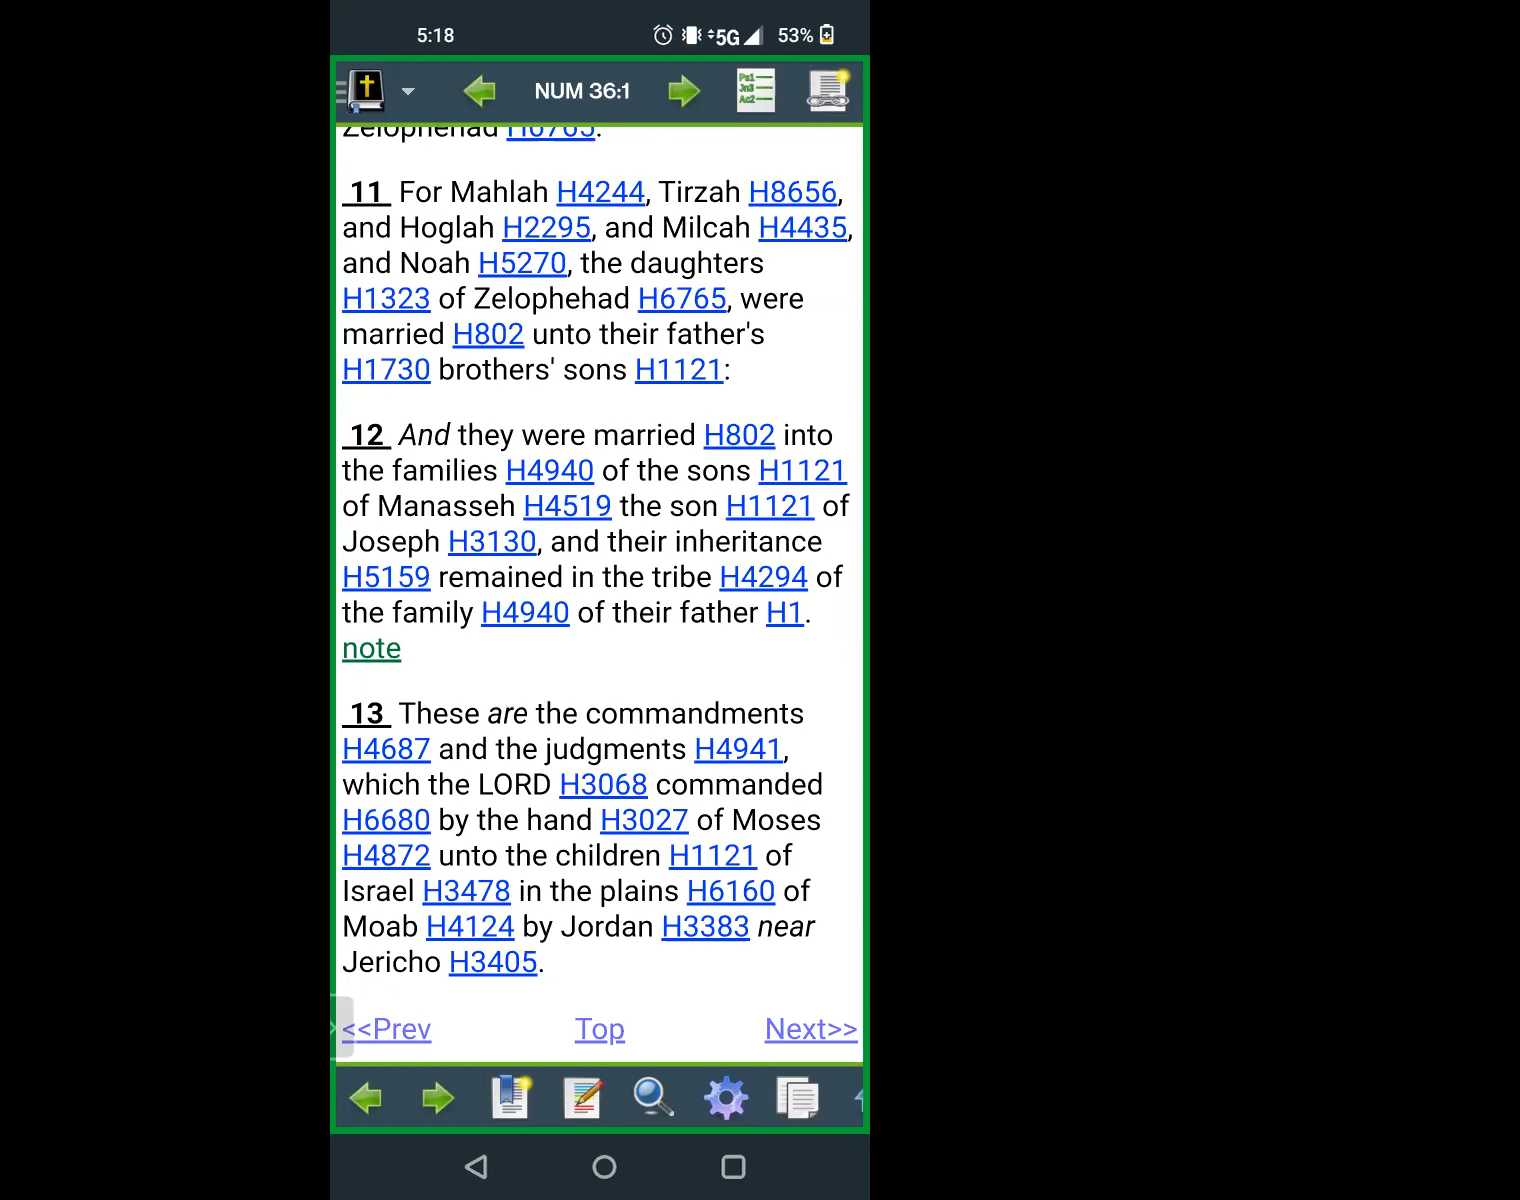 5:18 5G 53%
NUM 36:1
Ps1
Jn3
Ac2
Zelophehad H6765.
11 For Mahlah H4244, Tirzah H8656,
and Hoglah H2295, and Milcah H4435,
and Noah H5270, the daughters
H1323 of Zelophehad H6765, were
married H802 unto their father's
H1730 brothers' sons H1121:
12 And they were married H802 into
the families H4940 of the sons H1121
of Manasseh H4519 the son H1121 of
Joseph H3130, and their inheritance
H5159 remained in the tribe H4294 of
the family H4940 of their father H1.
note
13 These are the commandments
H4687 and the judgments H4941,
which the LORD H3068 commanded
H6680 by the hand H3027 of Moses
H4872 unto the children H1121 of
Israel H3478 in the plains H6160 of
Moab H4124 by Jordan H3383 near
Jericho H3405.
<<Prev Top Next>>